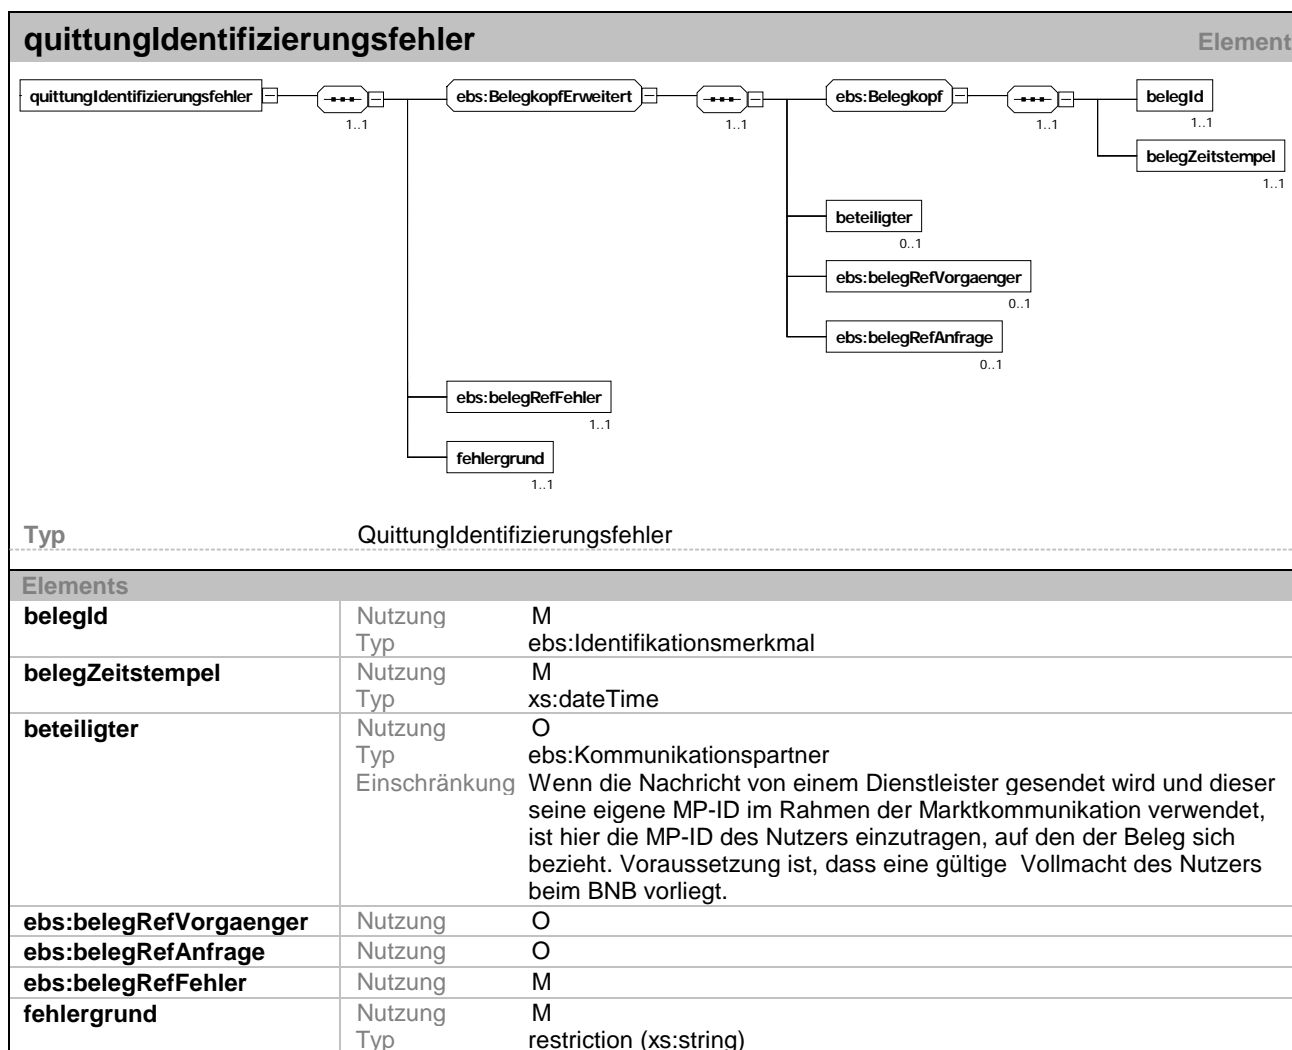 quittungIdentifizierungsfehler Element
quittungIdentifizierungsfehler ebs:BelegkopfErweitert ebs:Belegkopf belegId
1..1 1..1 1..1 1..1
belegZeitstempel
1..1
beteiligter
0..1
ebs:belegRefVorgaenger
0..1
ebs:belegRefAnfrage
0..1
ebs:belegRefFehler
1..1
fehlergrund
1..1
Typ QuittungIdentifizierungsfehler
Elements
belegId Nutzung M
Typ ebs:Identifikationsmerkmal
belegZeitstempel Nutzung M
Typ xs:dateTime
beteiligter Nutzung O
Typ ebs:Kommunikationspartner
Einschränkung Wenn die Nachricht von einem Dienstleister gesendet wird und dieser
seine eigene MP-ID im Rahmen der Marktkommunikation verwendet,
ist hier die MP-ID des Nutzers einzutragen, auf den der Beleg sich
bezieht. Voraussetzung ist, dass eine gültige Vollmacht des Nutzers
beim BNB vorliegt.
ebs:belegRefVorgaenger Nutzung O
ebs:belegRefAnfrage Nutzung O
ebs:belegRefFehler Nutzung M
fehlergrund Nutzung M
Typ restriction (xs:string)